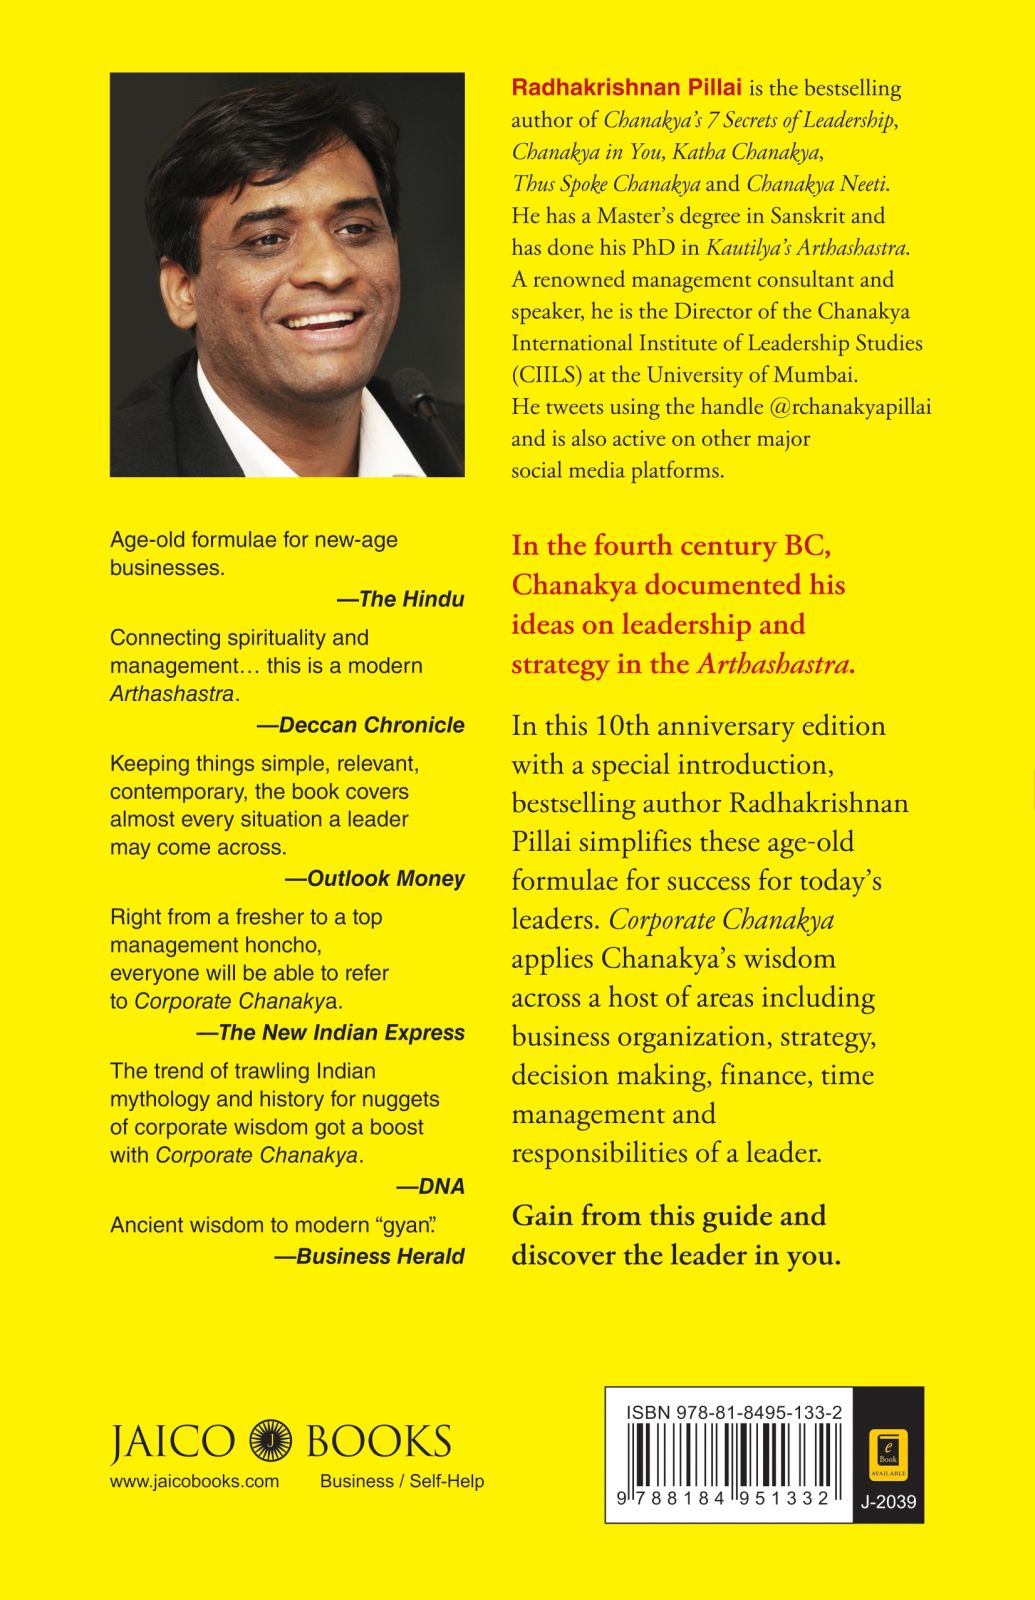 Radhakrishnan Pillai is the bestselling
author of Chanakya's 7 Secrets of Leadership,
Chanakya in You, Katha Chanakya,
Thus Spoke Chanakya and Chanakya Neeti.
He has a Master's degree in Sanskrit and
has done his PhD in Kautilya's Arthashastra.
A renowned management consultant and
speaker, he is the Director of the Chanakya
International Institute of Leadership Studies
(CIILS) at the University of Mumbai.
He tweets using the handle @rchanakyapillai
and is also active on other major
social media platforms.
Age-old formulae for new-age
businesses.
—The Hindu
Connecting spirituality and
management… this is a modern
Arthashastra.
—Deccan Chronicle
Keeping things simple, relevant,
contemporary, the book covers
almost every situation a leader
may come across.
—Outlook Money
Right from a fresher to a top
management honcho,
everyone will be able to refer
to Corporate Chanakya.
—The New Indian Express
The trend of trawling Indian
mythology and history for nuggets
of corporate wisdom got a boost
with Corporate Chanakya.
—DNA
Ancient wisdom to modern “gyan”.
—Business Herald
In the fourth century BC,
Chanakya documented his
ideas on leadership and
strategy in the Arthashastra.
In this 10th anniversary edition
with a special introduction,
bestselling author Radhakrishnan
Pillai simplifies these age-old
formulae for success for today's
leaders. Corporate Chanakya
applies Chanakya's wisdom
across a host of areas including
business organization, strategy,
decision making, finance, time
management and
responsibilities of a leader.
Gain from this guide and
discover the leader in you.
JAICO J BOOKS
www.jaicobooks.com Business / Self-Help
ISBN 978-81-8495-133-2
9 788184 951332
e
Book
AVAILABLE
J-2039